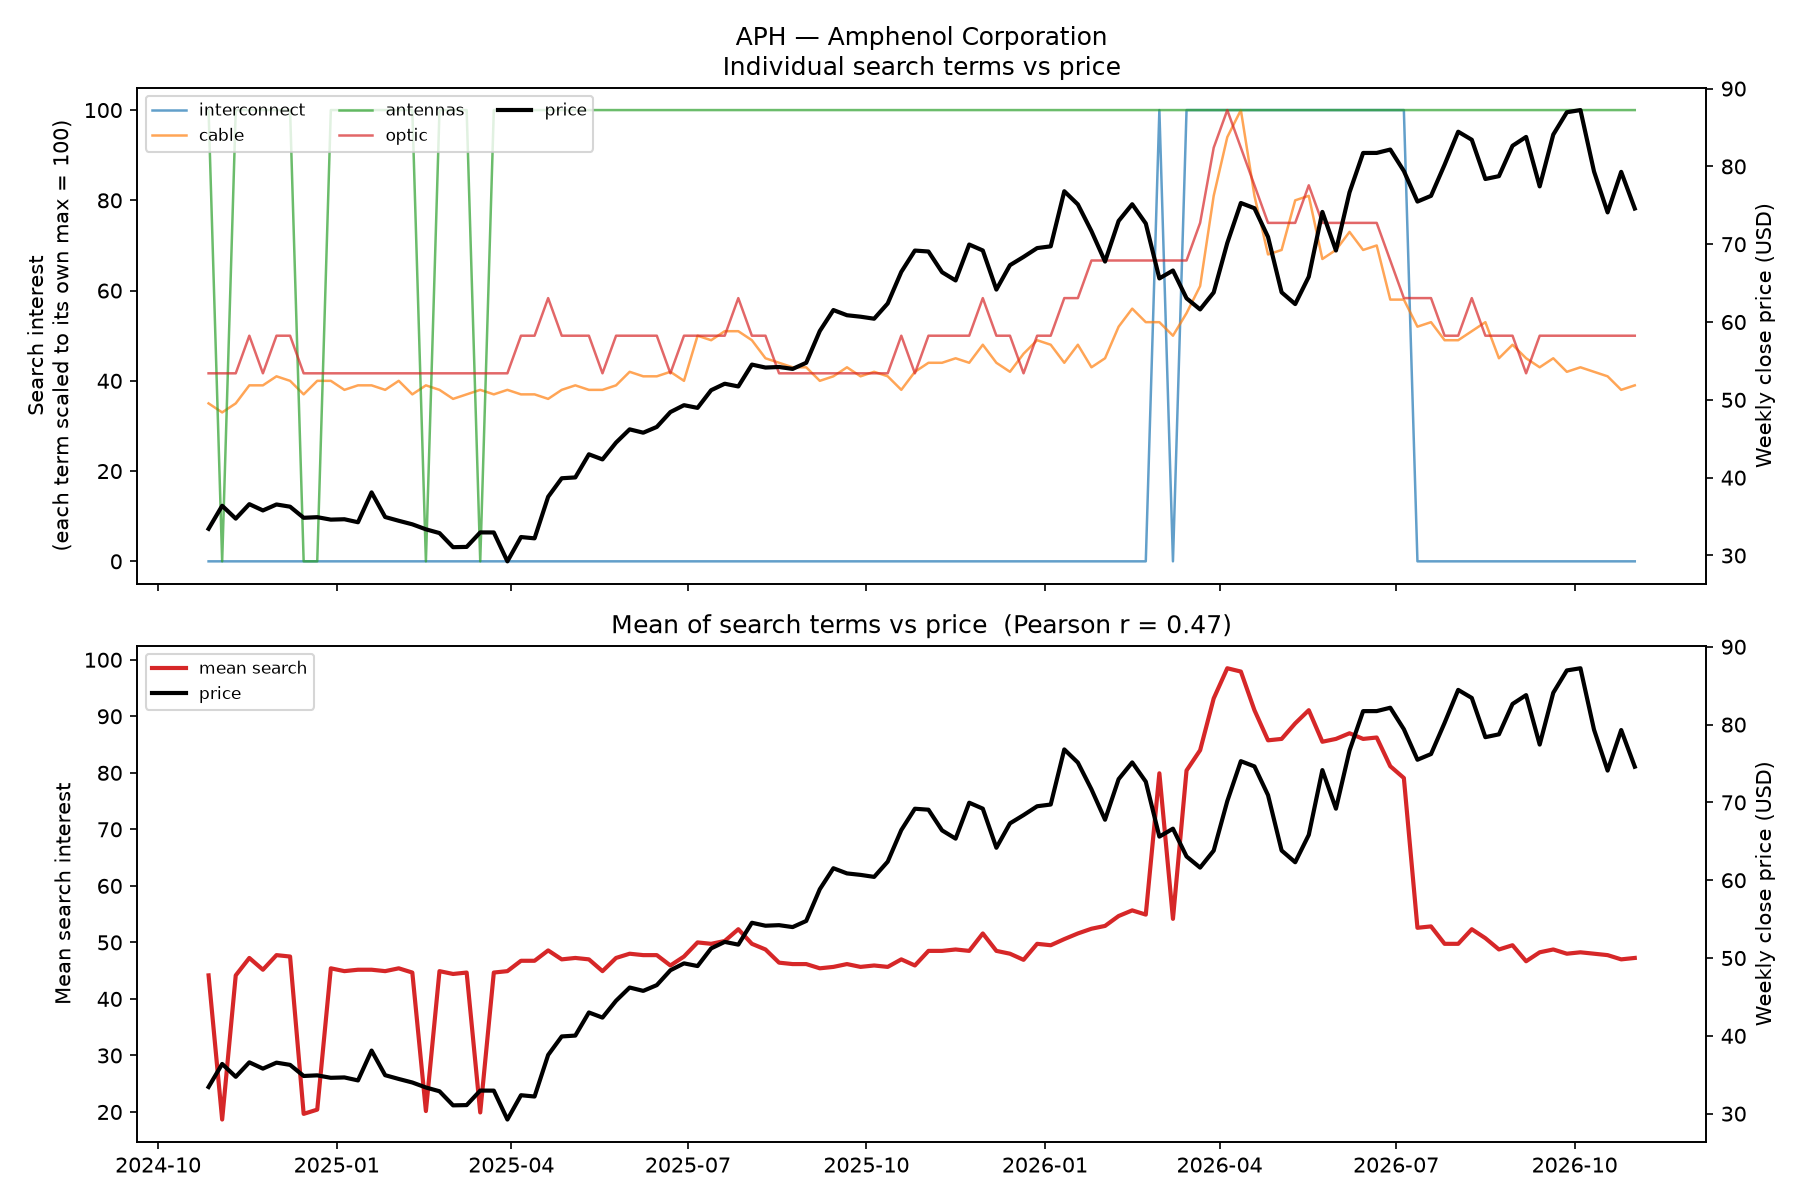 APH — Amphenol Corporation
Individual search terms vs price
interconnect
cable
antennas
optic
price
Search interest
(each term scaled to its own max = 100)
100
80
60
40
20
0
90
80
70
60
50
40
30
Weekly close price (USD)
Mean of search terms vs price (Pearson r = 0.47)
mean search
price
Mean search interest
100
90
80
70
60
50
40
30
20
90
80
70
60
50
40
30
Weekly close price (USD)
2024-10
2025-01
2025-04
2025-07
2025-10
2026-01
2026-04
2026-07
2026-10